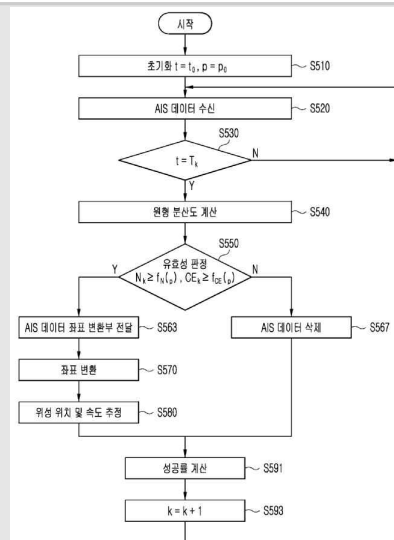 시작
초기화 t = t₀, p = p₀
S510
AIS 데이터 수신
S520
S530
t = Tₖ
N
Y
원형 분산도 계산
S540
S550
Y
유효성 판정
N
Nₖ ≥ f_N(p) , CEₖ ≥ f_CE(p)
AIS 데이터 좌표 변환부 전달
S563
AIS 데이터 삭제
S567
좌표 변환
S570
위성 위치 및 속도 추정
S580
성공률 계산
S591
k = k + 1
S593